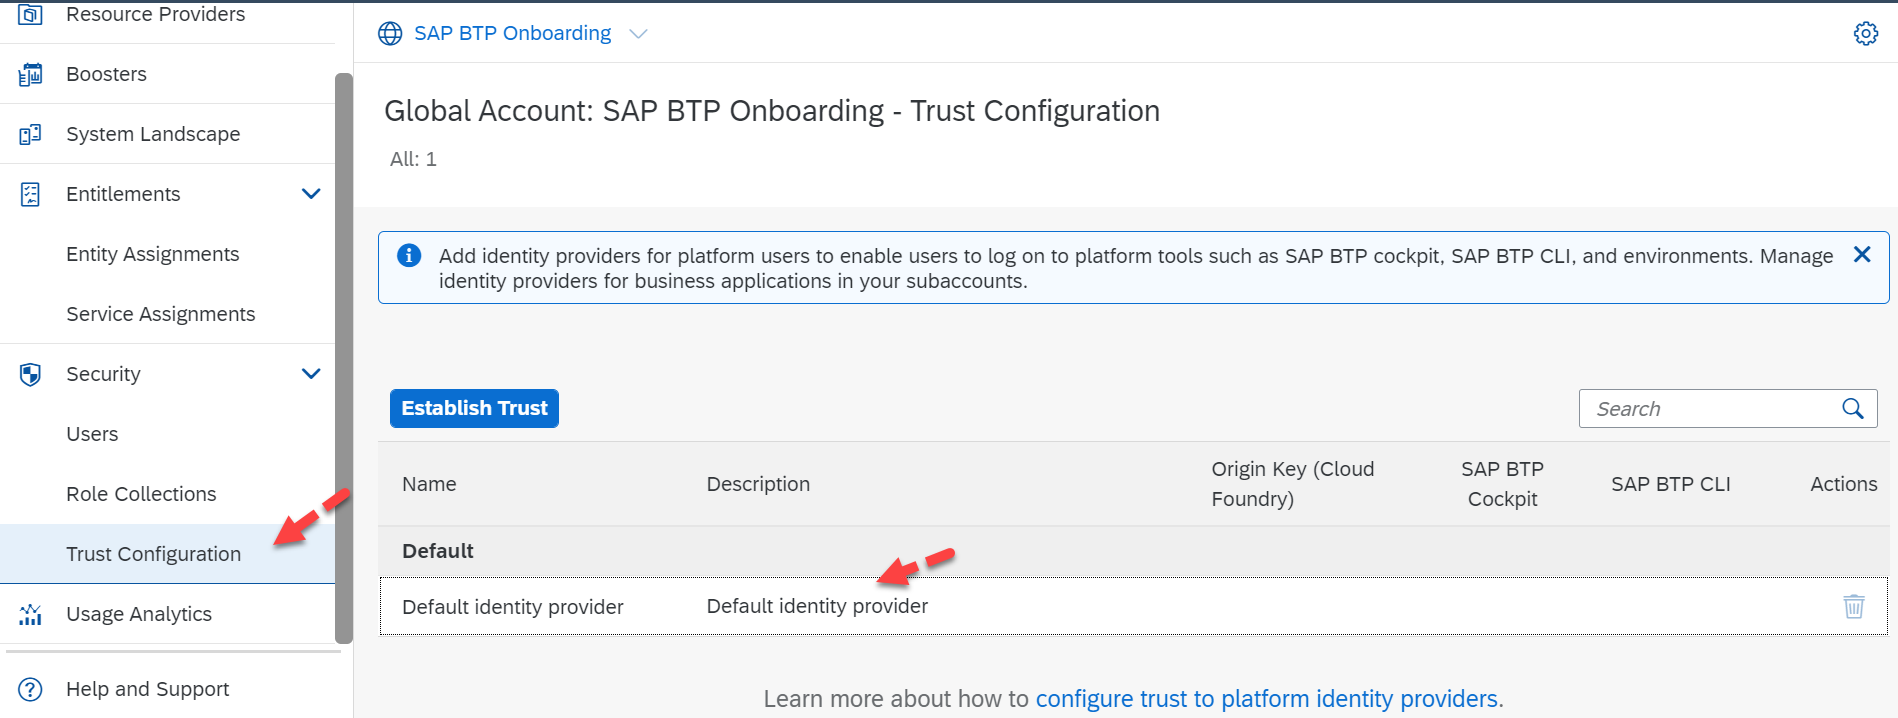 Resource Providers
Boosters
System Landscape
Entitlements
Entity Assignments
Service Assignments
Security
Users
Role Collections
Trust Configuration
Usage Analytics
Help and Support
SAP BTP Onboarding
Global Account: SAP BTP Onboarding - Trust Configuration
All: 1
Add identity providers for platform users to enable users to log on to platform tools such as SAP BTP cockpit, SAP BTP CLI, and environments. Manage
identity providers for business applications in your subaccounts.
Establish Trust
Search
Name Description Origin Key (Cloud Foundry) SAP BTP Cockpit SAP BTP CLI Actions
Default
Default identity provider Default identity provider
Learn more about how to configure trust to platform identity providers.